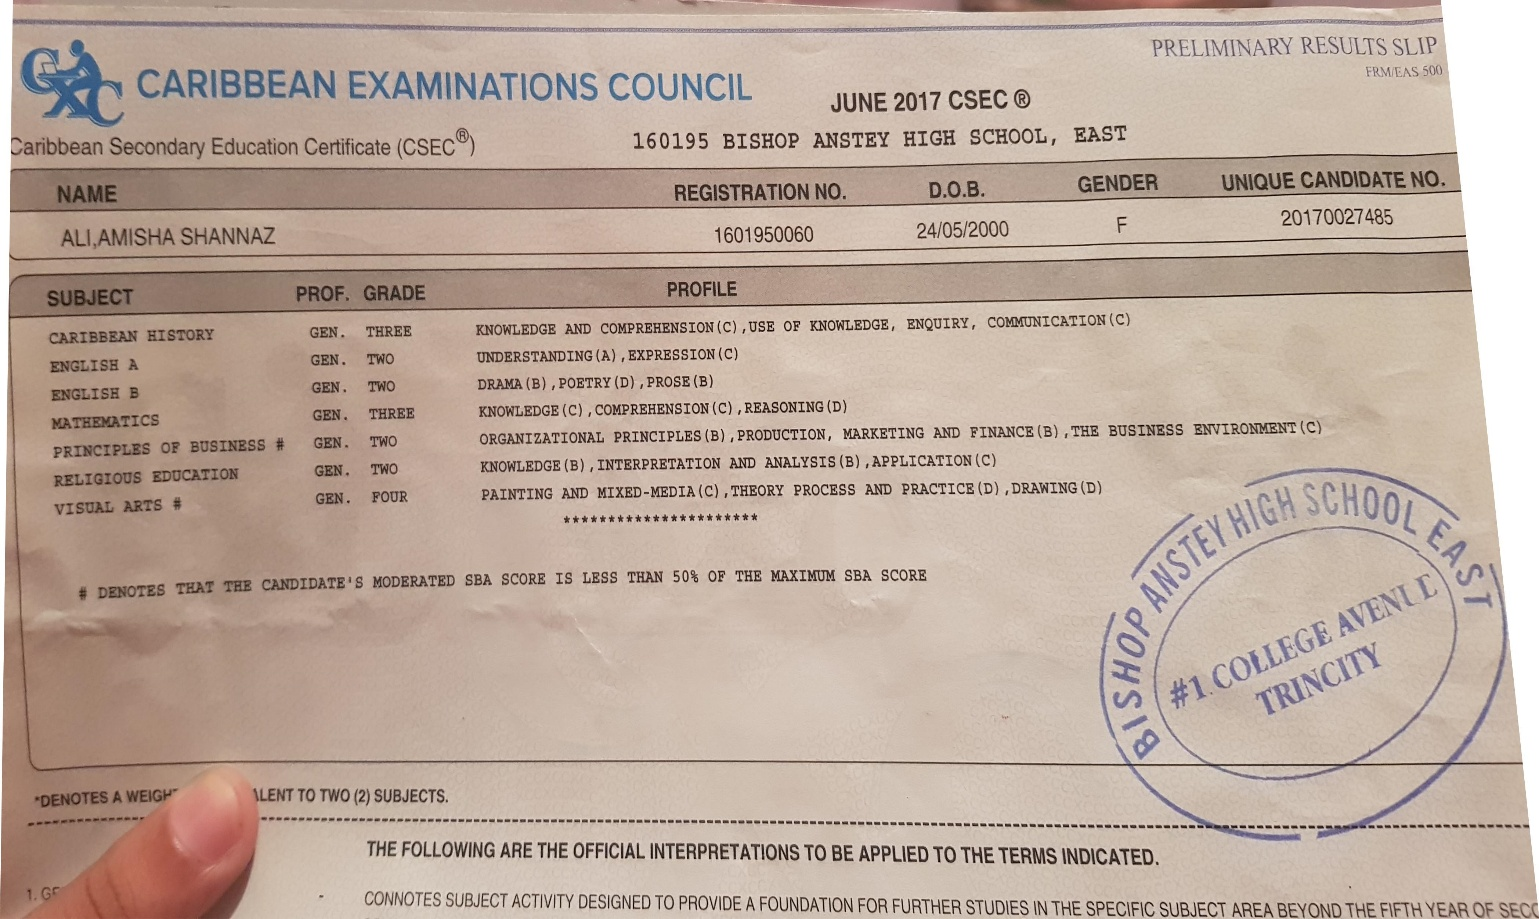 PRELIMINARY RESULTS SLIP
FRM/EAS 500
CXC CARIBBEAN EXAMINATIONS COUNCIL
JUNE 2017 CSEC ®
Caribbean Secondary Education Certificate (CSEC®)
160195 BISHOP ANSTEY HIGH SCHOOL, EAST
NAME REGISTRATION NO. D.O.B. GENDER UNIQUE CANDIDATE NO.
ALI,AMISHA SHANNAZ 1601950060 24/05/2000 F 20170027485
SUBJECT PROF. GRADE PROFILE
CARIBBEAN HISTORY GEN. THREE KNOWLEDGE AND COMPREHENSION(C),USE OF KNOWLEDGE, ENQUIRY, COMMUNICATION(C)
ENGLISH A GEN. TWO UNDERSTANDING(A),EXPRESSION(C)
ENGLISH B GEN. TWO DRAMA(B),POETRY(D),PROSE(B)
MATHEMATICS GEN. THREE KNOWLEDGE(C),COMPREHENSION(C),REASONING(D)
PRINCIPLES OF BUSINESS # GEN. TWO ORGANIZATIONAL PRINCIPLES(B),PRODUCTION, MARKETING AND FINANCE(B),THE BUSINESS ENVIRONMENT(C)
RELIGIOUS EDUCATION GEN. TWO KNOWLEDGE(B),INTERPRETATION AND ANALYSIS(B),APPLICATION(C)
VISUAL ARTS # GEN. FOUR PAINTING AND MIXED-MEDIA(C),THEORY PROCESS AND PRACTICE(D),DRAWING(D)
**********************
# DENOTES THAT THE CANDIDATE'S MODERATED SBA SCORE IS LESS THAN 50% OF THE MAXIMUM SBA SCORE
BISHOP ANSTEY HIGH SCHOOL EAST
#1 COLLEGE AVENUE
TRINCITY
*DENOTES A TO TWO (2) SUBJECTS.
THE FOLLOWING ARE THE OFFICIAL INTERPRETATIONS TO BE APPLIED TO THE TERMS INDICATED.
1. - CONNOTES SUBJECT ACTIVITY DESIGNED TO PROVIDE A FOUNDATION FOR FURTHER STUDIES IN THE SPECIFIC SUBJECT AREA BEYOND THE FIFTH YEAR OF